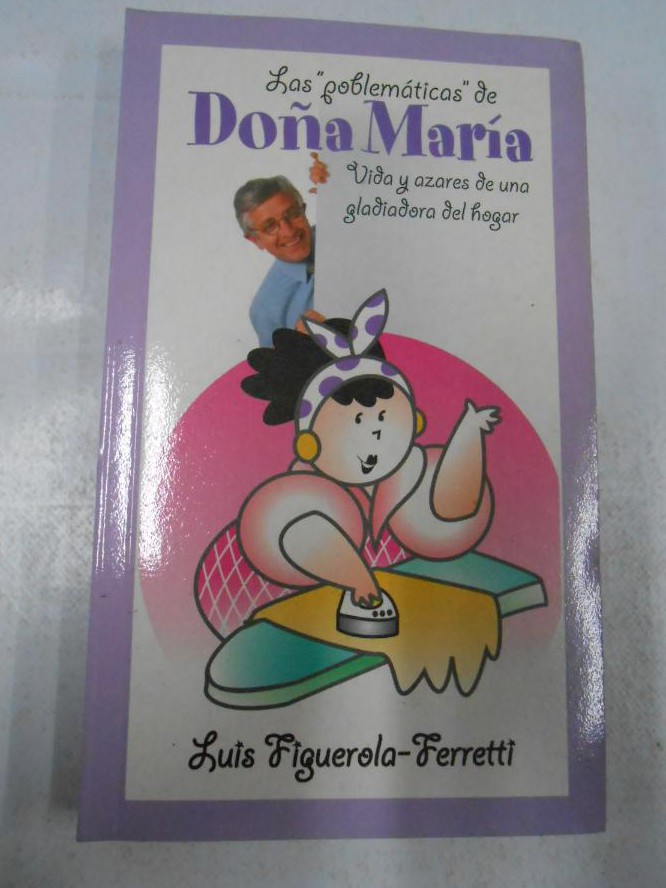 Las "poblemáticas" de
Doña María
Vida y azares de una
gladiadora del hogar
Luis Figuerola-Ferretti